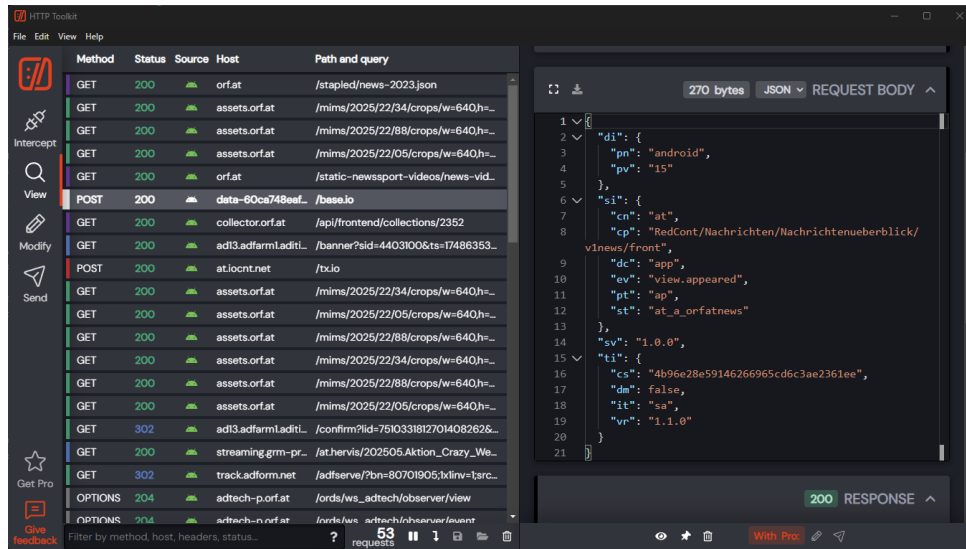 HTTP Toolkit
File Edit View Help
Intercept
View
Modify
Send
Get Pro
Give
feedback
Method Status Source Host Path and query
GET 200 orf.at /stapled/news-2023.json
GET 200 assets.orf.at /mims/2025/22/34/crops/w=640,h=...
GET 200 assets.orf.at /mims/2025/22/88/crops/w=640,h=...
GET 200 assets.orf.at /mims/2025/22/05/crops/w=640,h=...
GET 200 orf.at /static-newssport-videos/news-vid...
POST 200 data-60ca748eaf... /base.io
GET 200 collector.orf.at /api/frontend/collections/2352
GET 200 ad13.adfarm1.aditi... /banner?sid=4403100&ts=17486353...
POST 200 at.iocnt.net /tx.io
GET 200 assets.orf.at /mims/2025/22/34/crops/w=640,h=...
GET 200 assets.orf.at /mims/2025/22/05/crops/w=640,h=...
GET 200 assets.orf.at /mims/2025/22/88/crops/w=640,h=...
GET 200 assets.orf.at /mims/2025/22/34/crops/w=640,h=...
GET 200 assets.orf.at /mims/2025/22/88/crops/w=640,h=...
GET 200 assets.orf.at /mims/2025/22/05/crops/w=640,h=...
GET 302 ad13.adfarm1.aditi... /confirm?lid=7510331812701408262&...
GET 200 streaming.grm-pr... /at.hervis/202505.Aktion_Crazy_We...
GET 302 track.adform.net /adfserve/?bn=80701905;1x1inv=1;src...
OPTIONS 204 adtech-p.orf.at /ords/ws_adtech/observer/view
OPTIONS 204 adtech-p.orf.at /ords/ws_adtech/observer/event
Filter by method, host, headers, status... ? 53
requests
270 bytes JSON REQUEST BODY
1 {
2 "di": {
3 "pn": "android",
4 "pv": "15"
5 },
6 "si": {
7 "cn": "at",
8 "cp": "RedCont/Nachrichten/Nachrichtenueberblick/
v1news/front",
9 "dc": "app",
10 "ev": "view.appeared",
11 "pt": "ap",
12 "st": "at_a_orfatnews"
13 },
14 "sv": "1.0.0",
15 "ti": {
16 "cs": "4b96e28e59146266965cd6c3ae2361ee",
17 "dm": false,
18 "it": "sa",
19 "vr": "1.1.0"
20 }
21 }
200 RESPONSE
With Pro: